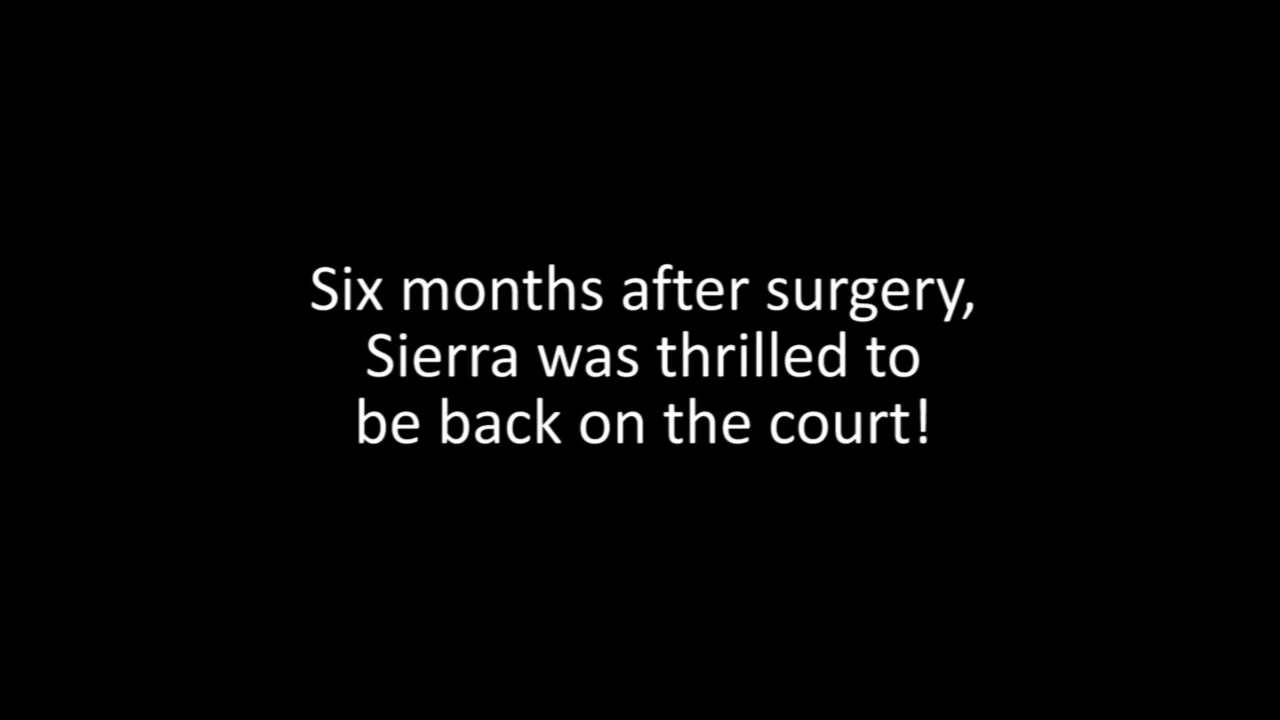 Six months after surgery,
Sierra was thrilled to
be back on the court!